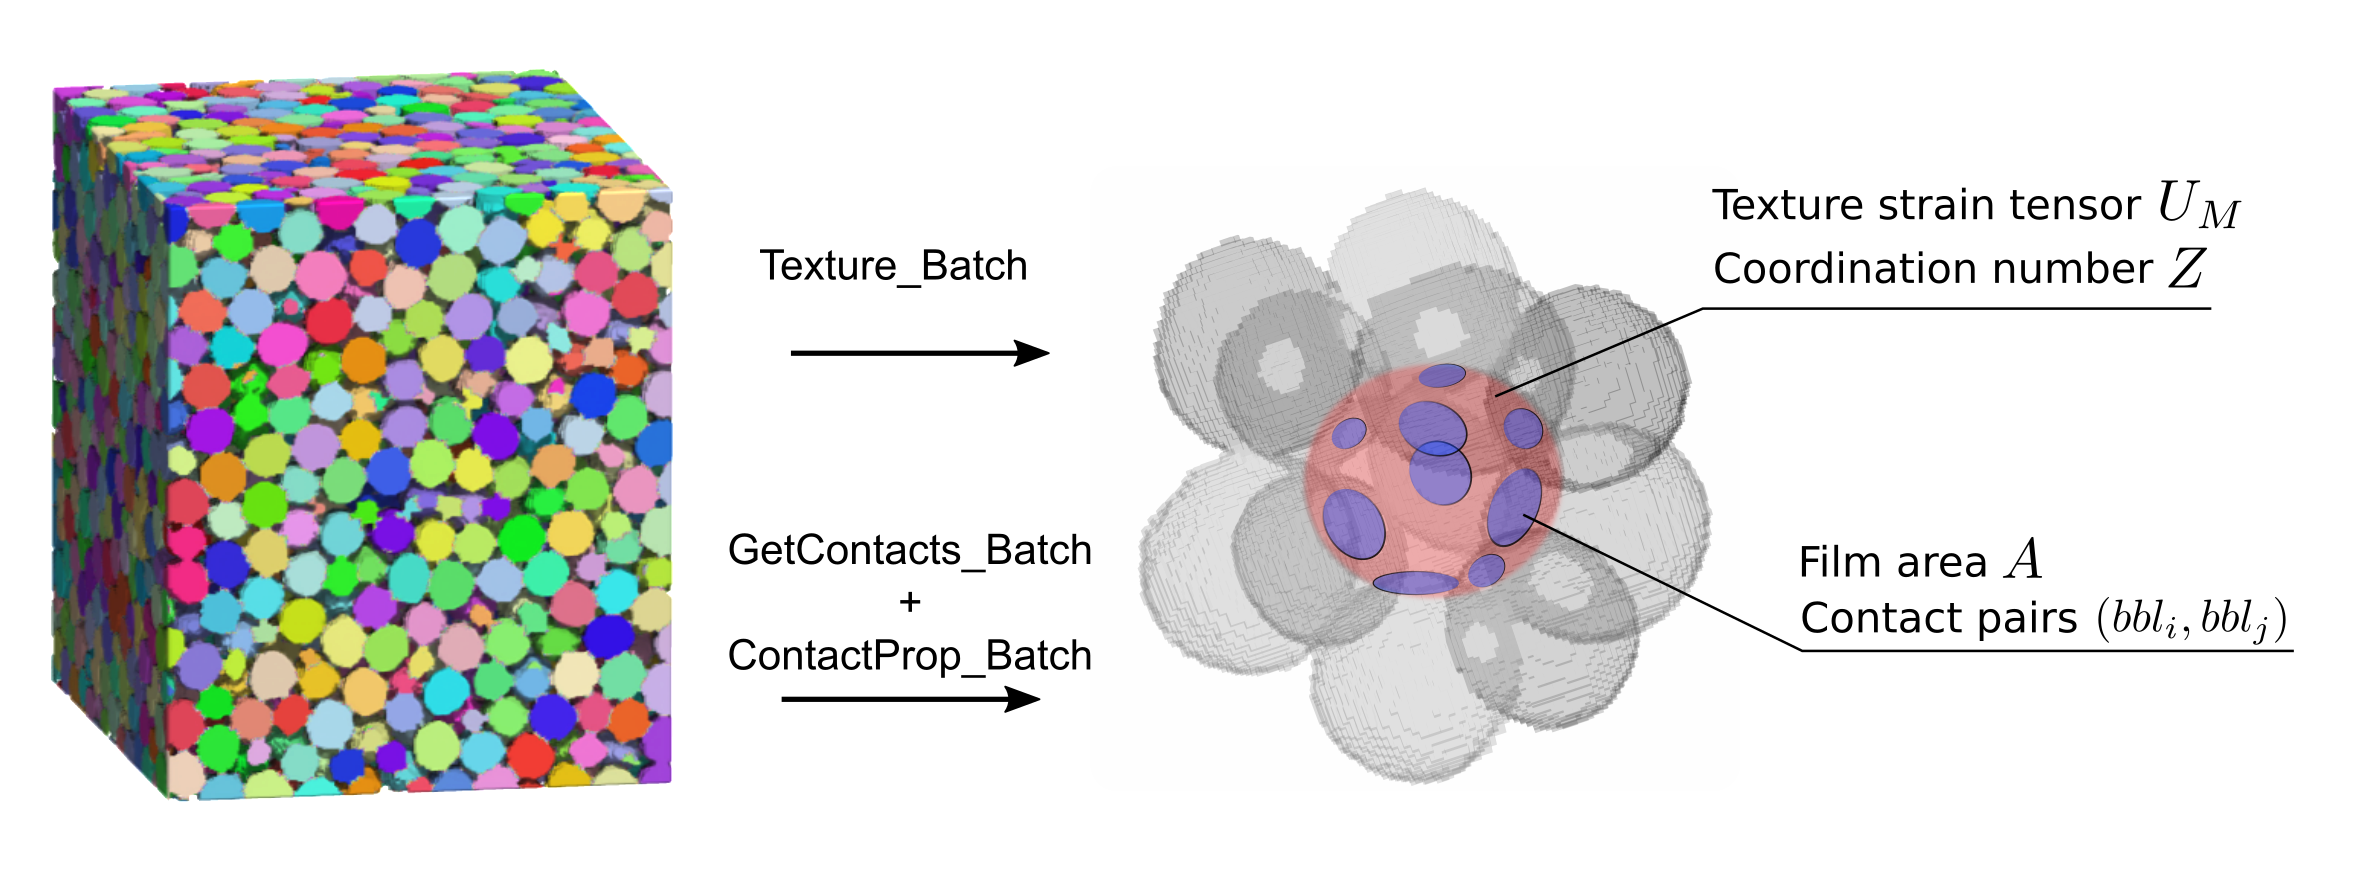 Texture_Batch
GetContacts_Batch
+
ContactProp_Batch
Texture strain tensor U_M
Coordination number Z
Film area A
Contact pairs (bbl_i, bbl_j)